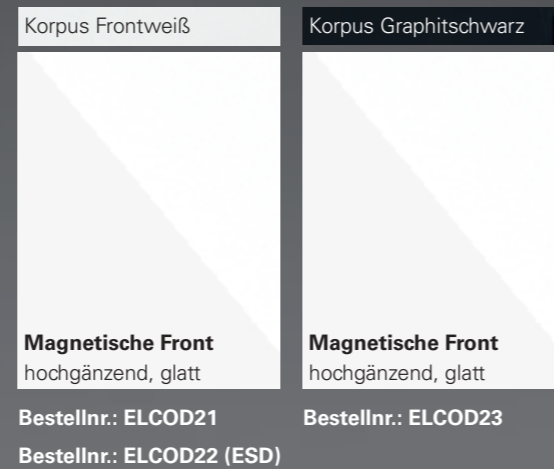 Korpus Frontweiß
Magnetische Front
hochgänzend, glatt
Bestellnr.: ELCOD21
Bestellnr.: ELCOD22 (ESD)
Korpus Graphitschwarz
Magnetische Front
hochgänzend, glatt
Bestellnr.: ELCOD23